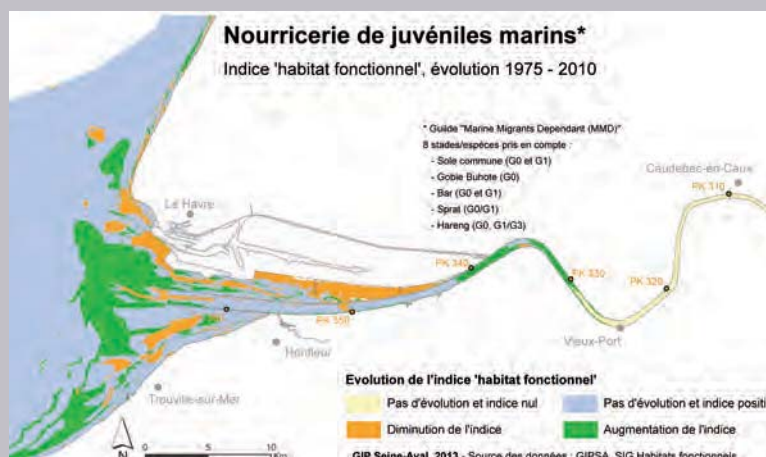 Nourricerie de juvéniles marins*
Indice 'habitat fonctionnel', évolution 1975 - 2010
* Guilde "Marine Migrants Dependant (MMD)"
8 stades/espèces pris en compte :
- Sole commune (G0 et G1)
- Gobie Buhote (G0)
- Bar (G0 et G1)
- Sprat (G0/G1)
- Hareng (G0, G1/G3)
Caudebec-en-Caux
PK 310
Le Havre
PK 340
PK 330
PK 320
PK 350
Vieux-Port
Honfleur
Trouville-sur-Mer
Evolution de l'indice 'habitat fonctionnel'
Pas d'évolution et indice nul
Pas d'évolution et indice positi
Diminution de l'indice
Augmentation de l'indice
N
0 5 10
GIP Seine-Aval, 2013 - Source des données : GIPSA, SIG Habitats fonctionnels